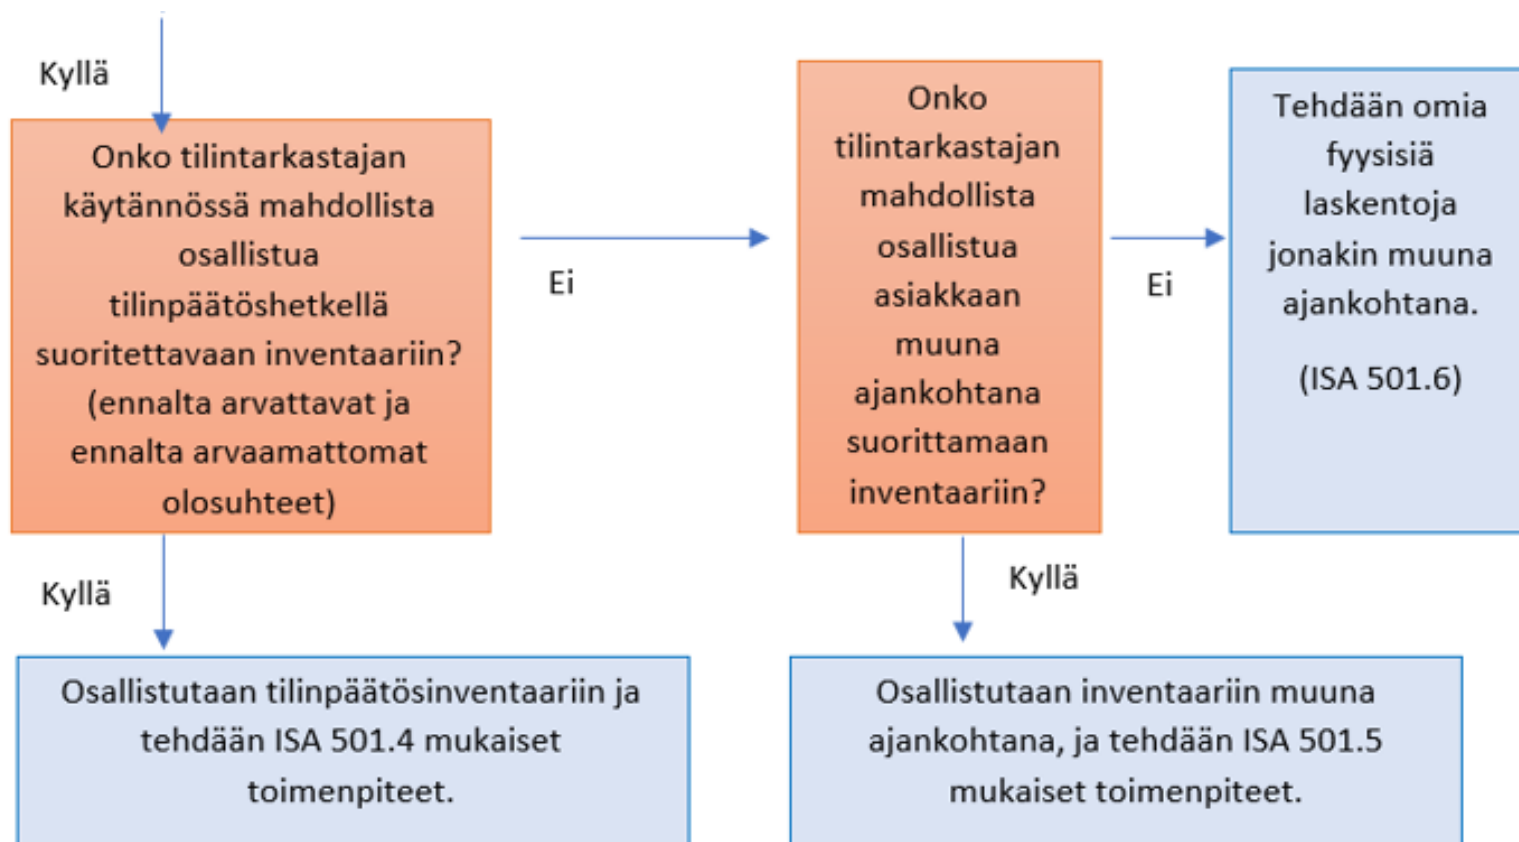 Kyllä
Onko tilintarkastajan
käytännössä mahdollista
osallistua
tilinpäätöshetkellä
suoritettavaan inventaariin?
(ennalta arvattavat ja
ennalta arvaamattomat
olosuhteet)
Ei
Onko
tilintarkastajan
mahdollista
osallistua
asiakkaan
muuna
ajankohtana
suorittamaan
inventaariin?
Ei
Tehdään omia
fyysisiä
laskentoja
jonakin muuna
ajankohtana.
(ISA 501.6)
Kyllä
Osallistutaan tilinpäätösinventaariin ja
tehdään ISA 501.4 mukaiset
toimenpiteet.
Kyllä
Osallistutaan inventaariin muuna
ajankohtana, ja tehdään ISA 501.5
mukaiset toimenpiteet.